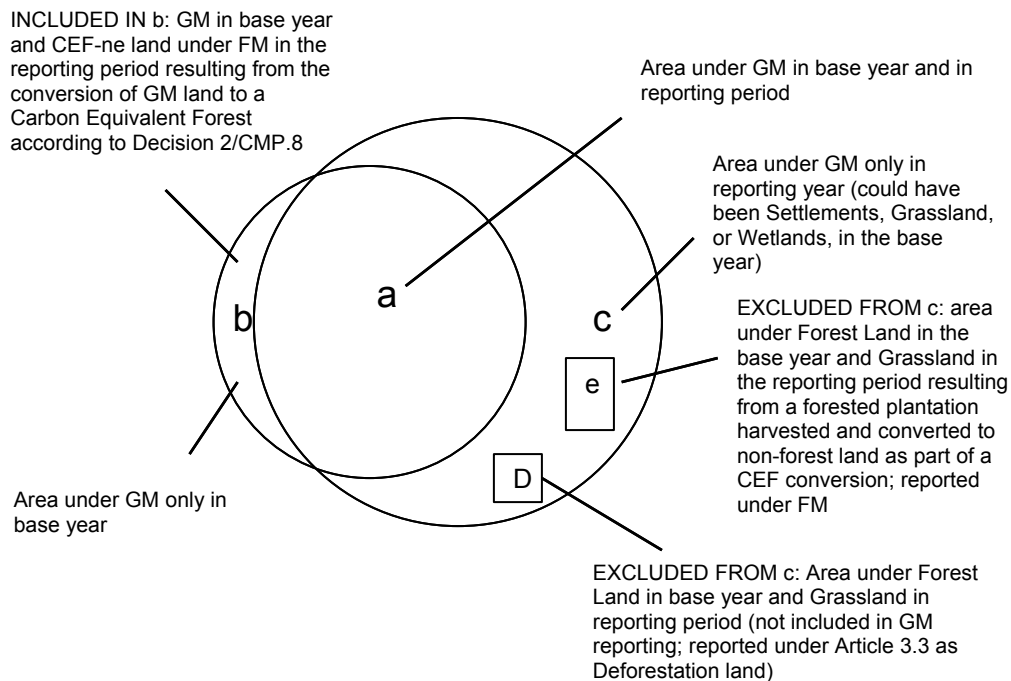 INCLUDED IN b: GM in base year
and CEF-ne land under FM in the
reporting period resulting from the
conversion of GM land to a
Carbon Equivalent Forest
according to Decision 2/CMP.8
Area under GM in base year and in
reporting period
Area under GM only in
reporting year (could have
been Settlements, Grassland,
or Wetlands, in the base
year)
a
b
c
EXCLUDED FROM c: area
under Forest Land in the
base year and Grassland in
the reporting period resulting
from a forested plantation
harvested and converted to
non-forest land as part of a
CEF conversion; reported
under FM
e
D
Area under GM only in
base year
EXCLUDED FROM c: Area under Forest
Land in base year and Grassland in
reporting period (not included in GM
reporting; reported under Article 3.3 as
Deforestation land)